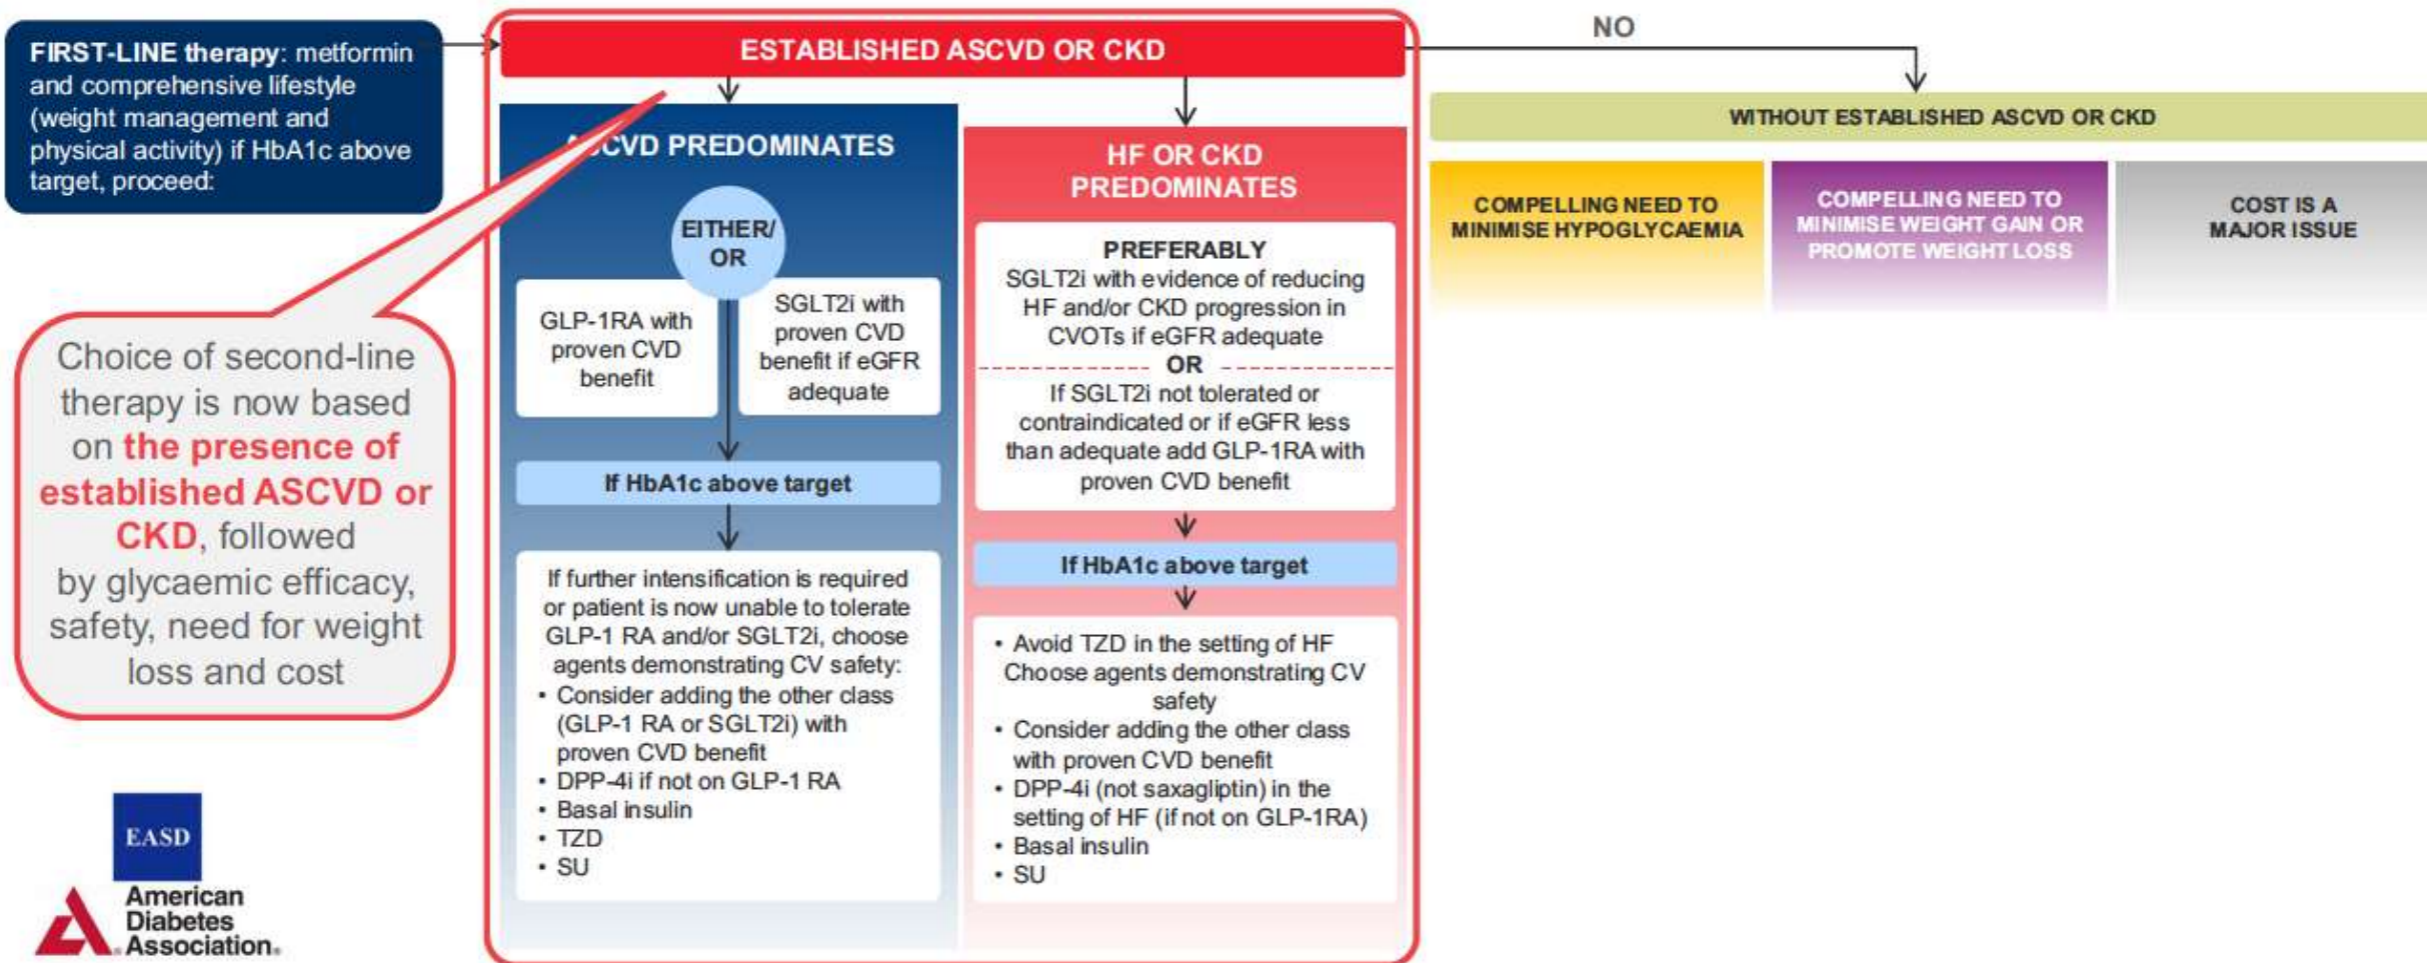 FIRST-LINE therapy: metformin
and comprehensive lifestyle
(weight management and
physical activity) if HbA1c above
target, proceed:
ESTABLISHED ASCVD OR CKD
NO
ASCVD PREDOMINATES
EITHER/
OR
GLP-1RA with
proven CVD
benefit
SGLT2i with
proven CVD
benefit if eGFR
adequate
If HbA1c above target
If further intensification is required
or patient is now unable to tolerate
GLP-1 RA and/or SGLT2i, choose
agents demonstrating CV safety:
• Consider adding the other class
(GLP-1 RA or SGLT2i) with
proven CVD benefit
• DPP-4i if not on GLP-1 RA
• Basal insulin
• TZD
• SU
HF OR CKD
PREDOMINATES
PREFERABLY
SGLT2i with evidence of reducing
HF and/or CKD progression in
CVOTs if eGFR adequate
OR
If SGLT2i not tolerated or
contraindicated or if eGFR less
than adequate add GLP-1RA with
proven CVD benefit
If HbA1c above target
• Avoid TZD in the setting of HF
Choose agents demonstrating CV
safety
• Consider adding the other class
with proven CVD benefit
• DPP-4i (not saxagliptin) in the
setting of HF (if not on GLP-1RA)
• Basal insulin
• SU
WITHOUT ESTABLISHED ASCVD OR CKD
COMPELLING NEED TO
MINIMISE HYPOGLYCAEMIA
COMPELLING NEED TO
MINIMISE WEIGHT GAIN OR
PROMOTE WEIGHT LOSS
COST IS A
MAJOR ISSUE
Choice of second-line
therapy is now based
on the presence of
established ASCVD or
CKD, followed
by glycaemic efficacy,
safety, need for weight
loss and cost
EASD
American
Diabetes
Association®